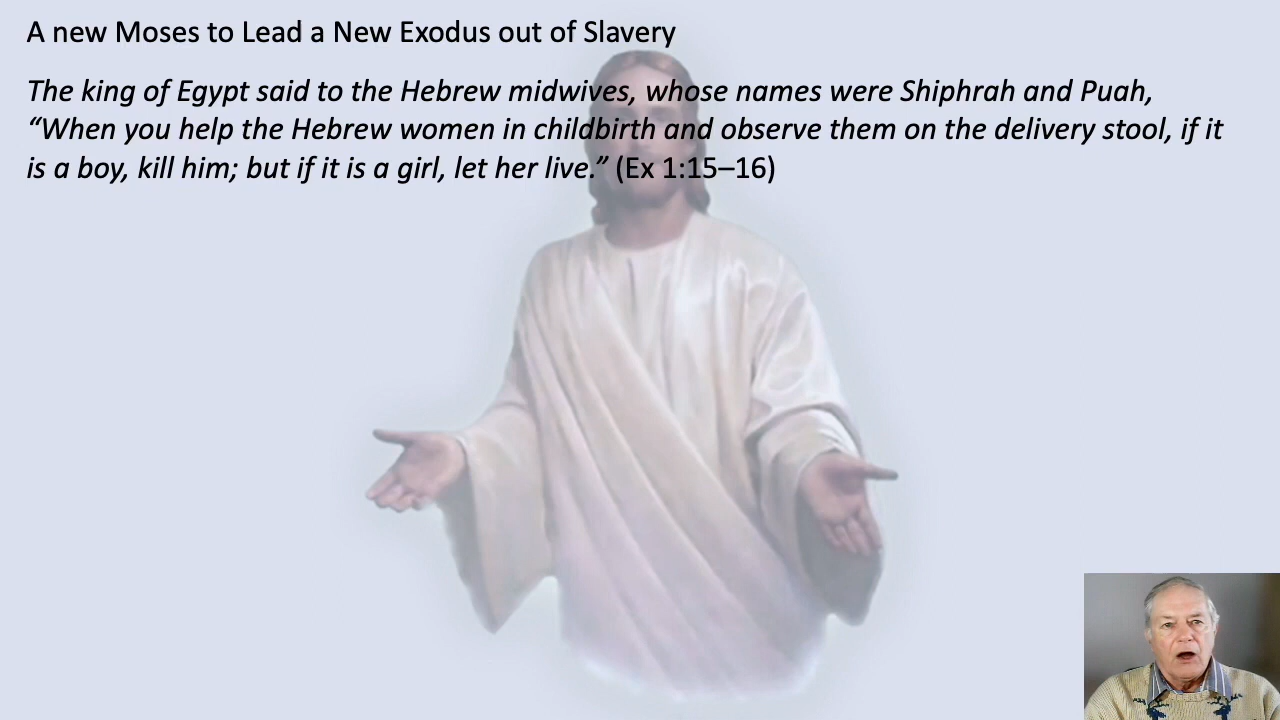 A new Moses to Lead a New Exodus out of Slavery
The king of Egypt said to the Hebrew midwives, whose names were Shiphrah and Puah,
“When you help the Hebrew women in childbirth and observe them on the delivery stool, if it
is a boy, kill him; but if it is a girl, let her live.” (Ex 1:15–16)